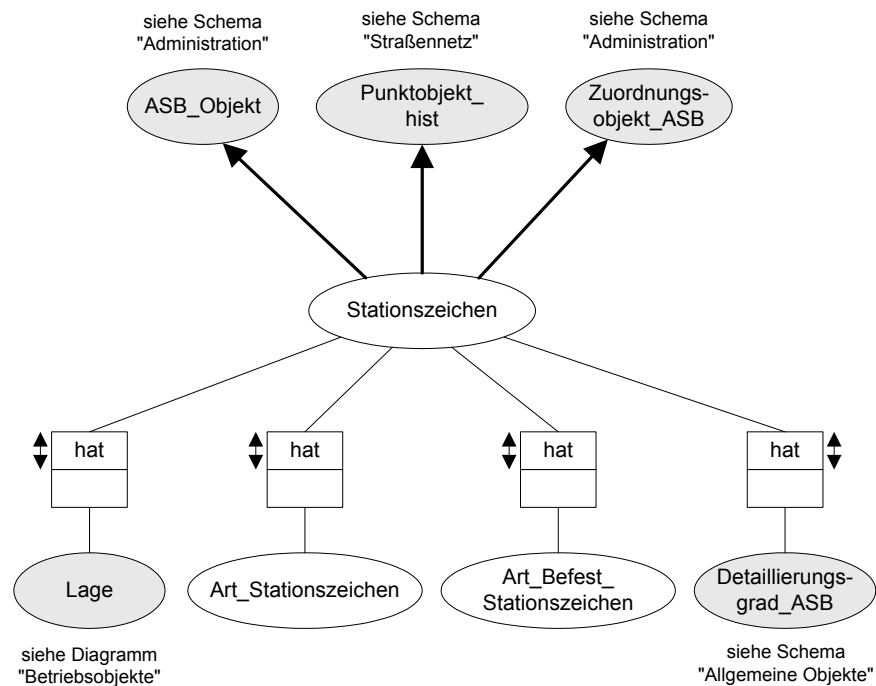 siehe Schema
"Administration"
siehe Schema
"Straßennetz"
siehe Schema
"Administration"
ASB_Objekt
Punktobjekt_
hist
Zuordnungs-
objekt_ASB
Stationszeichen
hat
hat
hat
hat
Lage
Art_Stationszeichen
Art_Befest_
Stationszeichen
Detaillierungs-
grad_ASB
siehe Diagramm
"Betriebsobjekte"
siehe Schema
"Allgemeine Objekte"